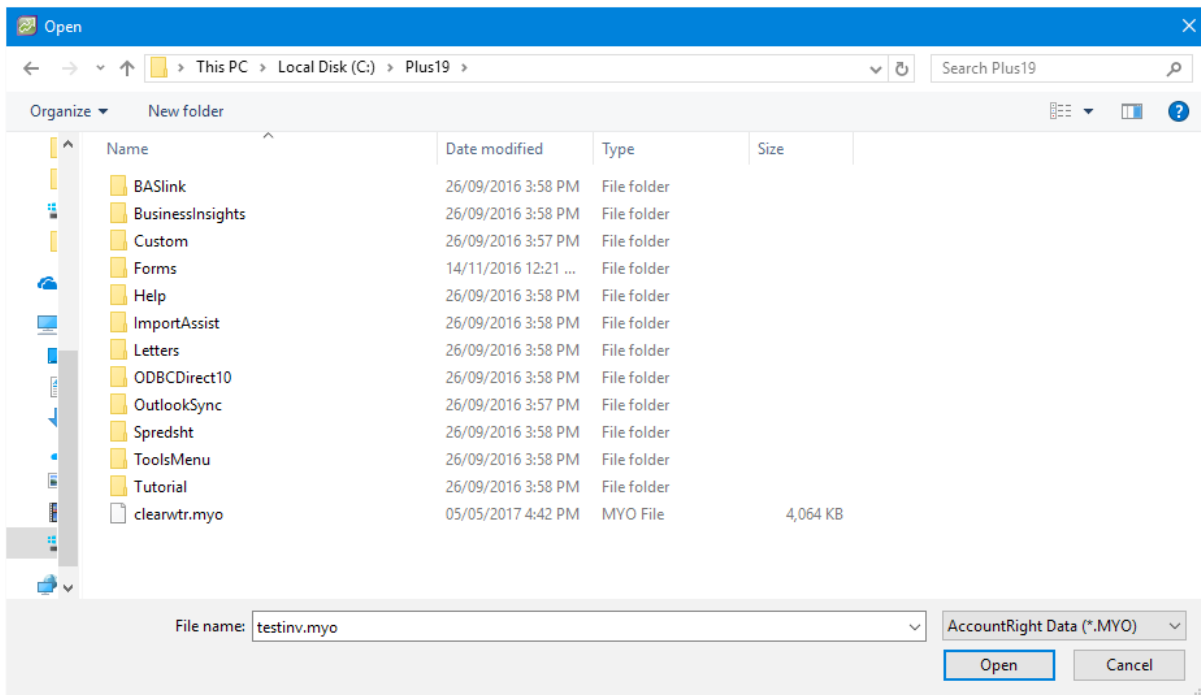 Open
This PC > Local Disk (C:) > Plus19 >
Search Plus19
Organize New folder
Name Date modified Type Size
BASlink 26/09/2016 3:58 PM File folder
BusinessInsights 26/09/2016 3:58 PM File folder
Custom 26/09/2016 3:57 PM File folder
Forms 14/11/2016 12:21 ... File folder
Help 26/09/2016 3:58 PM File folder
ImportAssist 26/09/2016 3:58 PM File folder
Letters 26/09/2016 3:58 PM File folder
ODBCDirect10 26/09/2016 3:58 PM File folder
OutlookSync 26/09/2016 3:57 PM File folder
Spredsht 26/09/2016 3:58 PM File folder
ToolsMenu 26/09/2016 3:58 PM File folder
Tutorial 26/09/2016 3:58 PM File folder
clearwtr.myo 05/05/2017 4:42 PM MYO File 4,064 KB
File name: testinv.myo AccountRight Data (*.MYO)
Open Cancel